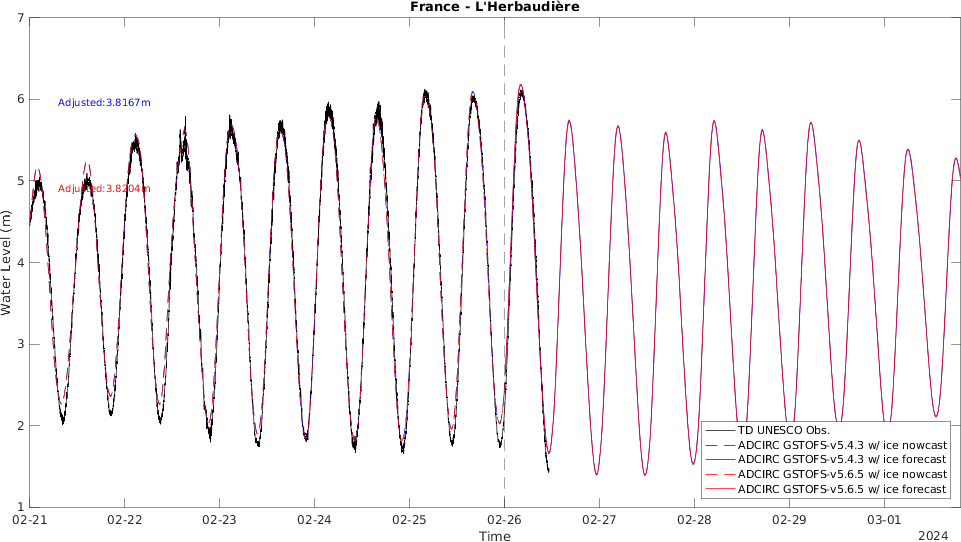 France - L'Herbaudière
7
6
5
4
3
2
1
Water Level (m)
Adjusted:3.8167m
Adjusted:3.8204m
TD UNESCO Obs.
ADCIRC GSTOFS-v5.4.3 w/ ice nowcast
ADCIRC GSTOFS-v5.4.3 w/ ice forecast
ADCIRC GSTOFS-v5.6.5 w/ ice nowcast
ADCIRC GSTOFS-v5.6.5 w/ ice forecast
02-21 02-22 02-23 02-24 02-25 02-26 02-27 02-28 02-29 03-01
Time
2024